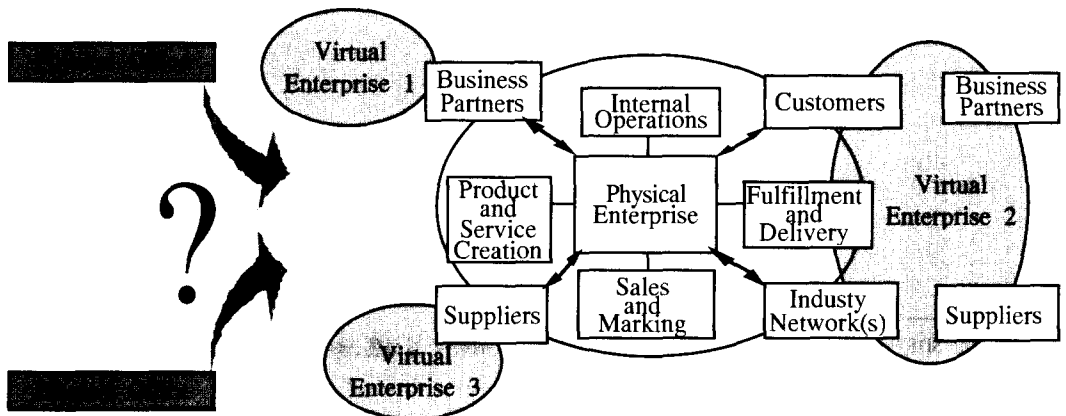 Virtual
Enterprise 1
Business
Partners
Internal
Operations
Customers
Business
Partners
?
Product
and
Service
Creation
Physical
Enterprise
Fulfillment
and
Delivery
Virtual
Enterprise 2
Suppliers
Sales
and
Marking
Industy
Network(s)
Suppliers
Virtual
Enterprise 3